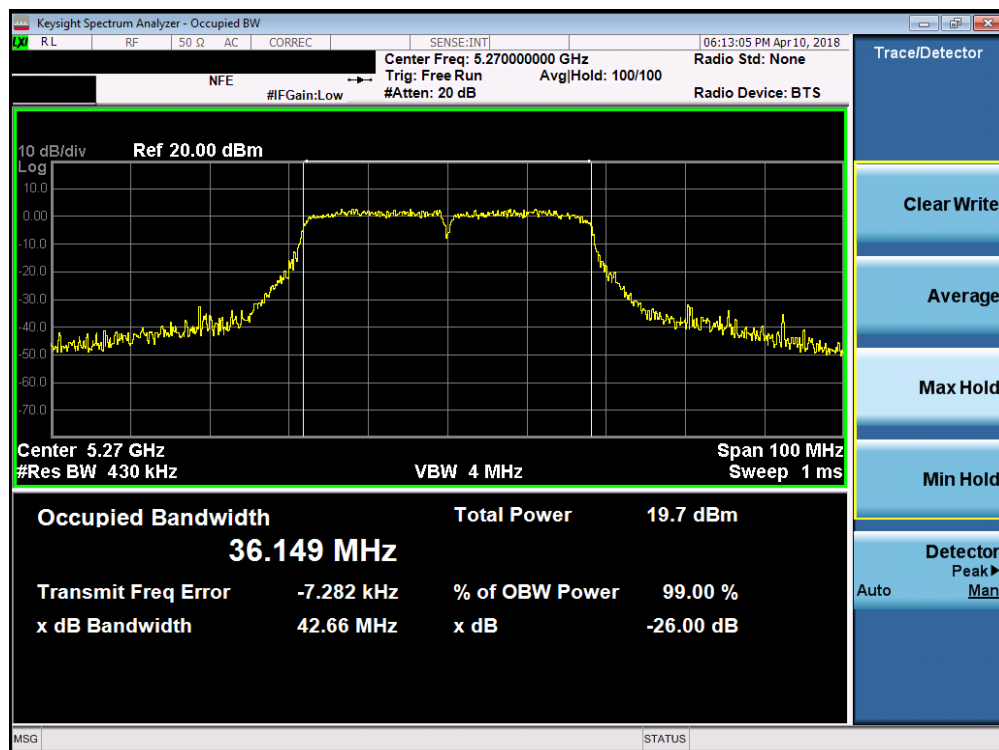 Keysight Spectrum Analyzer - Occupied BW
LXI RL RF 50 Ω AC CORREC SENSE:INT 06:13:05 PM Apr 10, 2018
Center Freq: 5.270000000 GHz Radio Std: None
NFE Trig: Free Run Avg|Hold: 100/100
#IFGain:Low #Atten: 20 dB Radio Device: BTS
10 dB/div Ref 20.00 dBm
Log
10.0
0.00
-10.0
-20.0
-30.0
-40.0
-50.0
-60.0
-70.0
Center 5.27 GHz Span 100 MHz
#Res BW 430 kHz VBW 4 MHz Sweep 1 ms
Occupied Bandwidth Total Power 19.7 dBm
36.149 MHz
Transmit Freq Error -7.282 kHz % of OBW Power 99.00 %
x dB Bandwidth 42.66 MHz x dB -26.00 dB
MSG STATUS
Trace/Detector
Clear Write
Average
Max Hold
Min Hold
Detector
Peak▶
Auto Man